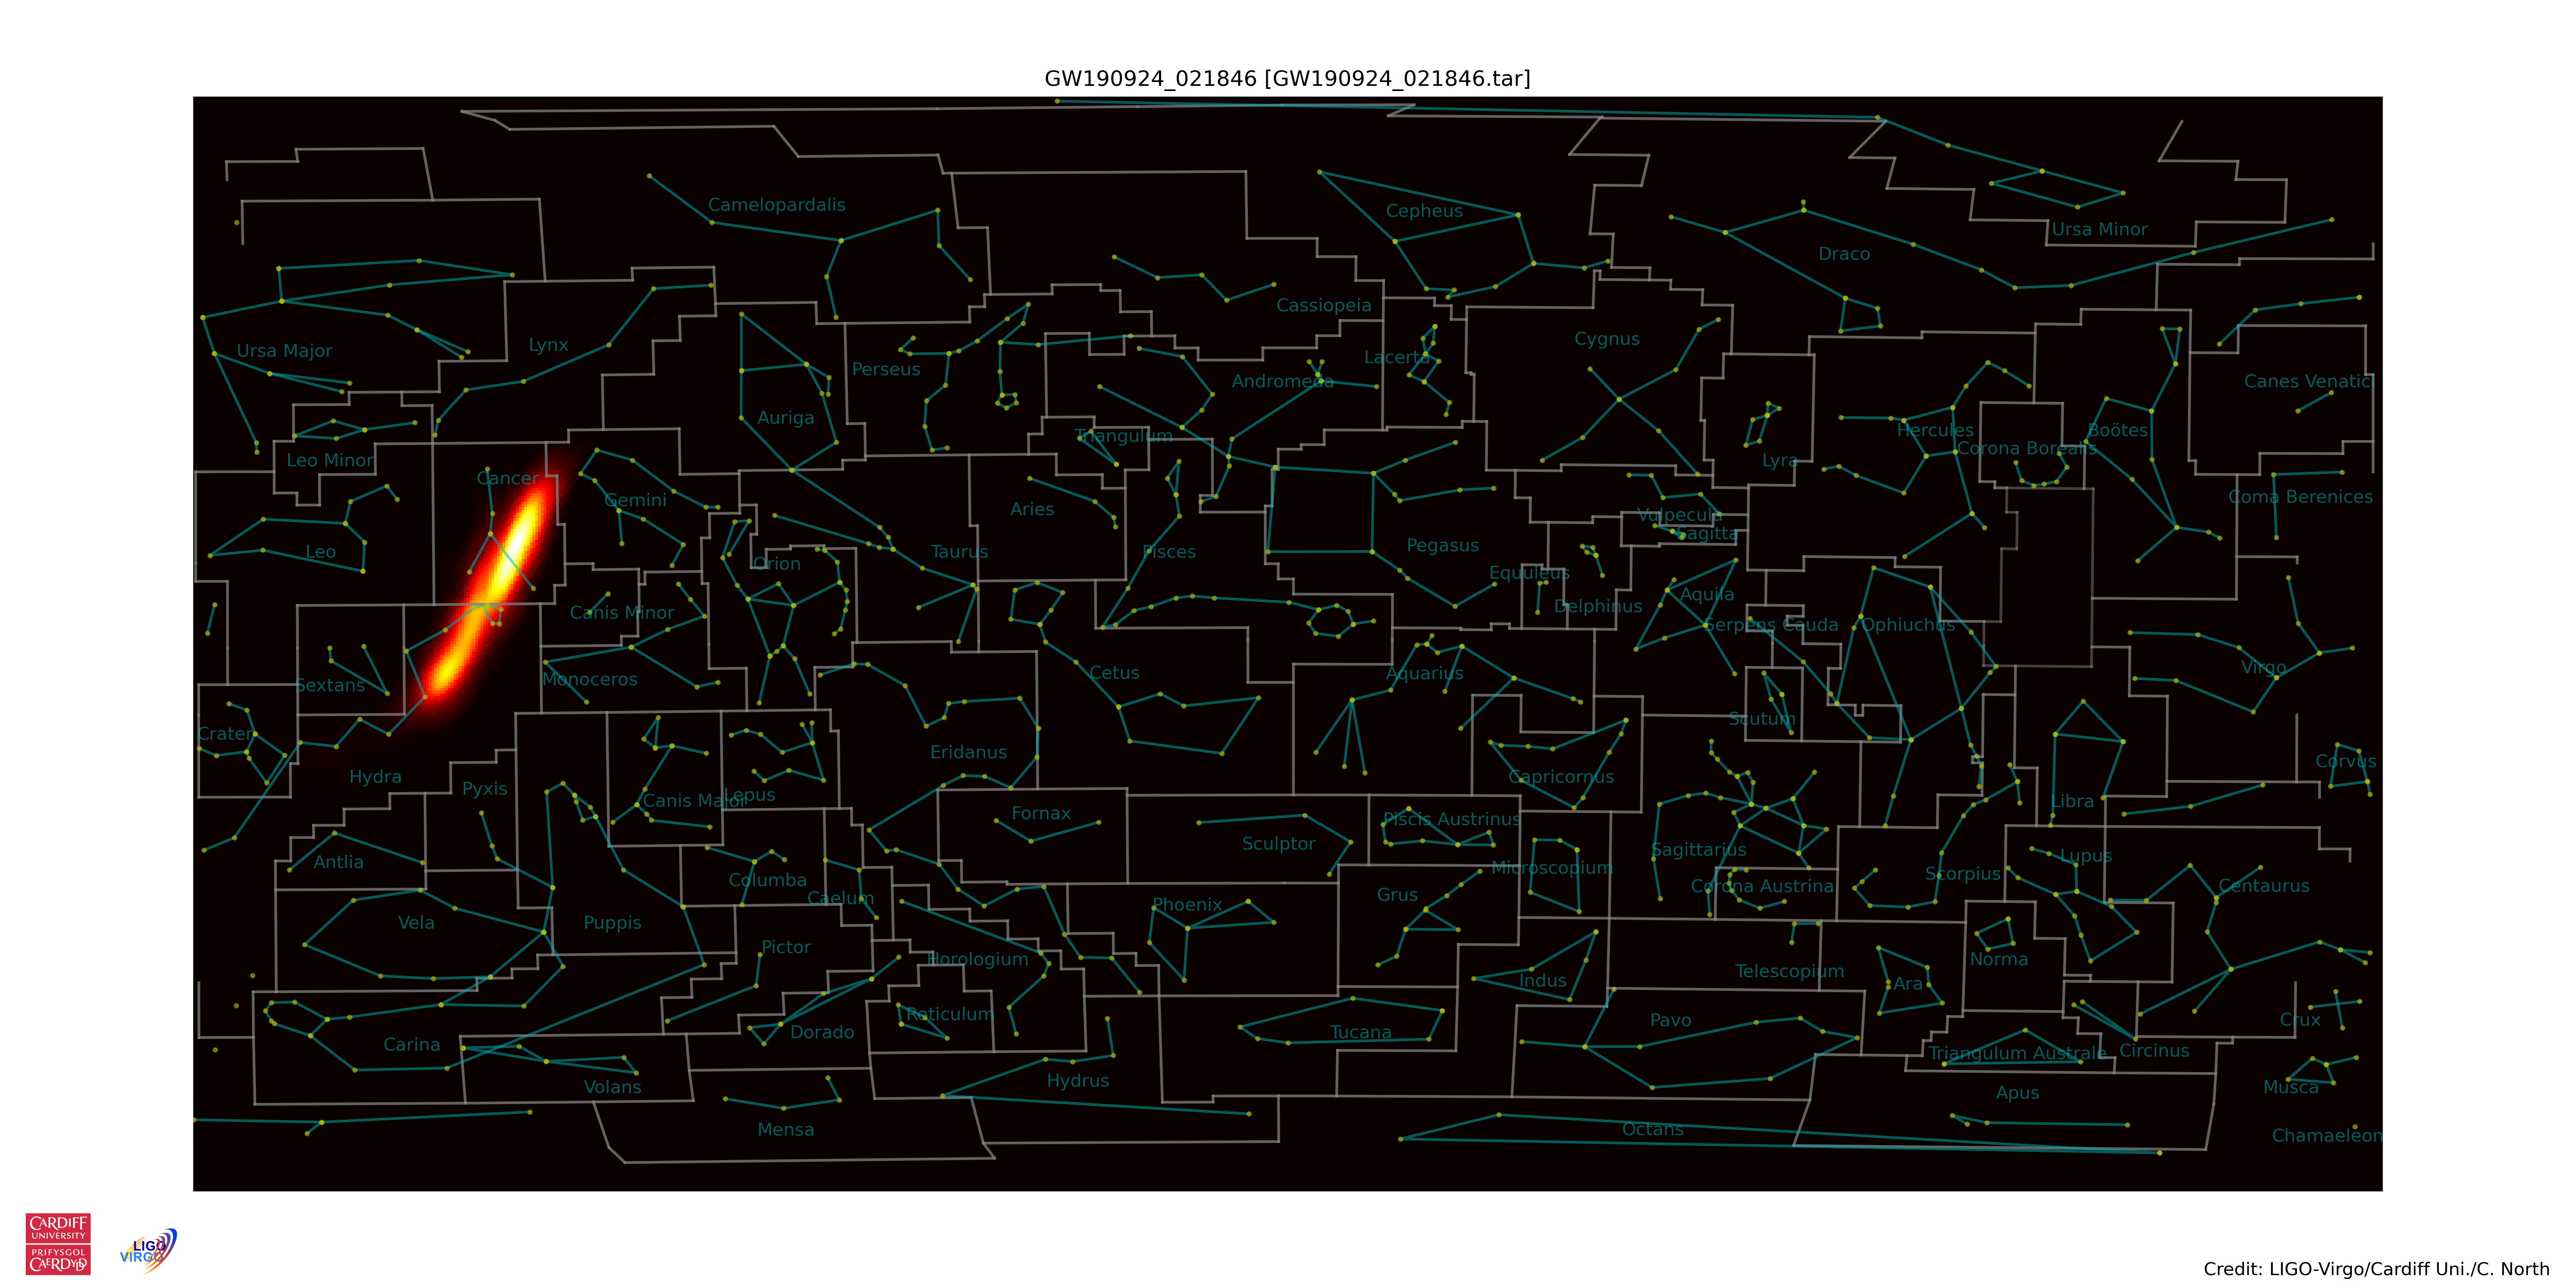 GW190924_021846 [GW190924_021846.tar]
Camelopardalis
Cepheus
Ursa Minor
Draco
Cassiopeia
Cygnus
Ursa Major
Lynx
Lacerta
Perseus
Andromeda
Canes Venatici
Auriga
Triangulum
Hercules
Boötes
Corona Borealis
Leo Minor
Lyra
Cancer
Gemini
Coma Berenices
Aries
Vulpecula
Sagitta
Leo
Taurus
Pisces
Pegasus
Orion
Equuleus
Aquila
Canis Minor
Delphinus
Serpens Cauda
Ophiuchus
Virgo
Sextans
Monoceros
Cetus
Aquarius
Scutum
Crater
Eridanus
Corvus
Hydra
Capricornus
Pyxis
Lepus
Canis Major
Libra
Fornax
Piscis Austrinus
Sculptor
Sagittarius
Lupus
Antlia
Microscopium
Columba
Scorpius
Corona Austrina
Centaurus
Caelum
Grus
Phoenix
Vela
Puppis
Pictor
Horologium
Norma
Telescopium
Indus
Ara
Reticulum
Pavo
Crux
Dorado
Tucana
Carina
Circinus
Triangulum Australe
Hydrus
Volans
Musca
Apus
Mensa
Octans
Chamaeleon
CARDIFF
UNIVERSITY
PRIFYSGOL
CAERDYDD
LIGO
VIRGO
Credit: LIGO-Virgo/Cardiff Uni./C. North